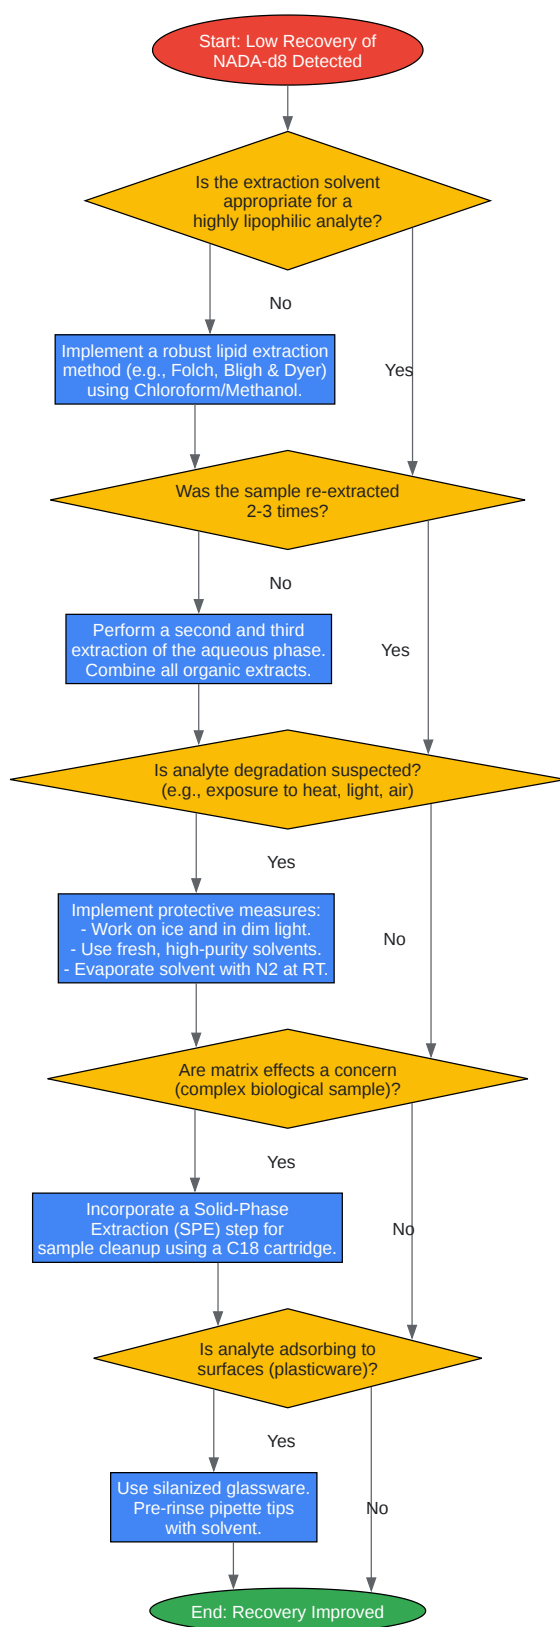 Start: Low Recovery of
NADA-d8 Detected
Is the extraction solvent
appropriate for a
highly lipophilic analyte?
No
Implement a robust lipid extraction
method (e.g., Folch, Bligh & Dyer)
using Chloroform/Methanol.
Yes
Was the sample re-extracted
2-3 times?
No
Perform a second and third
extraction of the aqueous phase.
Combine all organic extracts.
Yes
Is analyte degradation suspected?
(e.g., exposure to heat, light, air)
Yes
Implement protective measures:
- Work on ice and in dim light.
- Use fresh, high-purity solvents.
- Evaporate solvent with N2 at RT.
No
Are matrix effects a concern
(complex biological sample)?
Yes
Incorporate a Solid-Phase
Extraction (SPE) step for
sample cleanup using a C18 cartridge.
No
Is analyte adsorbing to
surfaces (plasticware)?
Yes
Use silanized glassware.
Pre-rinse pipette tips
with solvent.
No
End: Recovery Improved